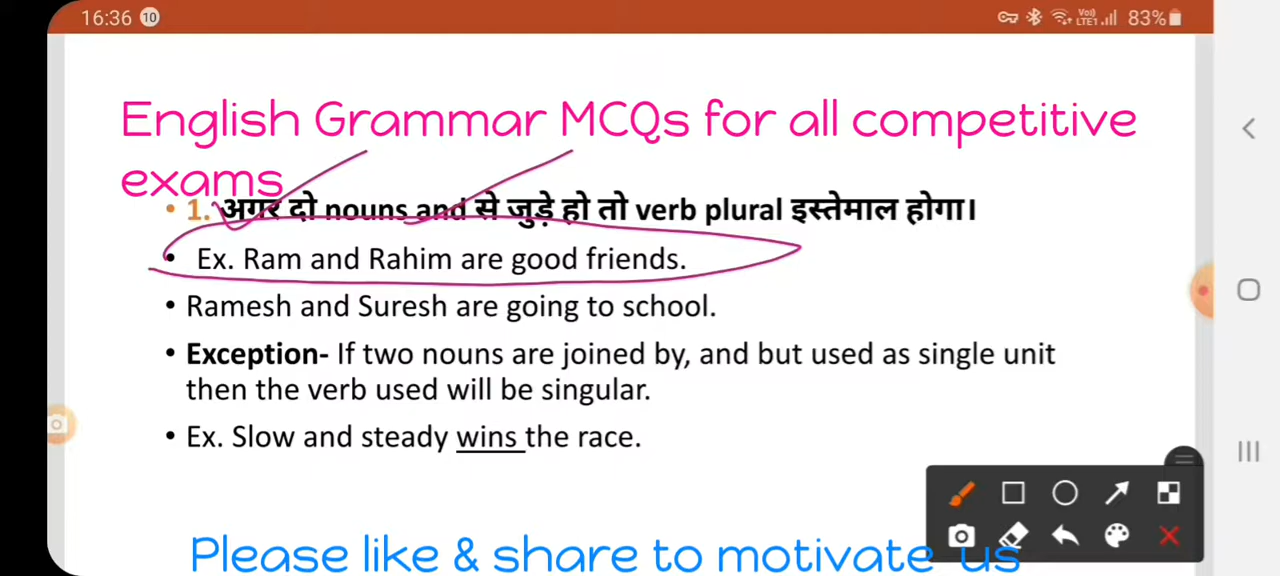 16:36 10 Vo) LTE1 83%
English Grammar MCQs for all competitive
exams
• 1. अगर दो nouns and से जुड़े हो तो verb plural इस्तेमाल होगा।
• Ex. Ram and Rahim are good friends.
• Ramesh and Suresh are going to school.
• Exception- If two nouns are joined by, and but used as single unit
then the verb used will be singular.
• Ex. Slow and steady wins the race.
Please like & share to motivate us